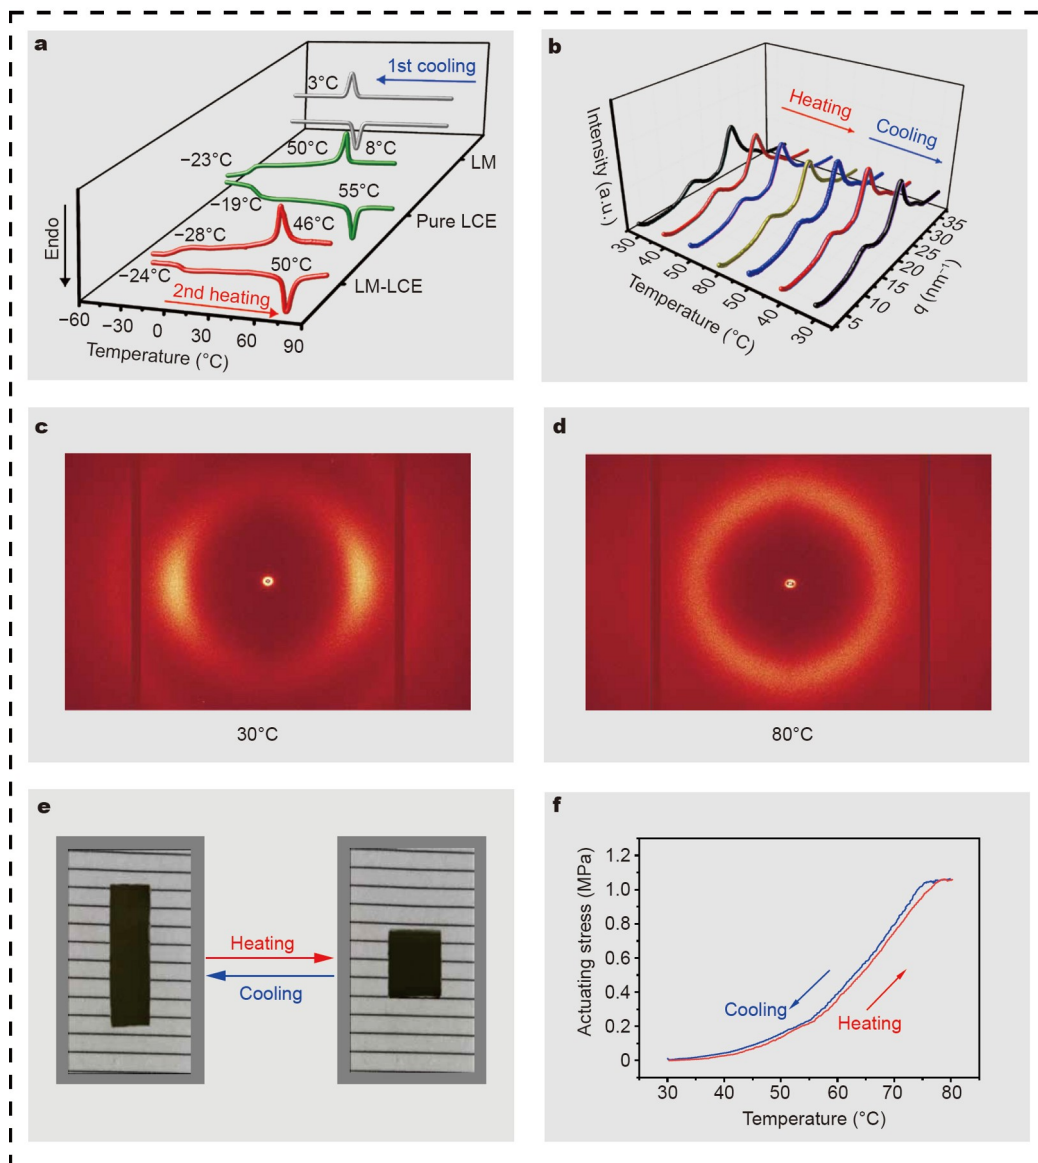 a
1st cooling
3°C
8°C
LM
−23°C
50°C
−19°C
55°C
Pure LCE
−28°C
46°C
−24°C
50°C
LM-LCE
2nd heating
Endo
−60 −30 0 30 60 90
Temperature (°C)
b
Heating
Cooling
Intensity (a.u.)
30 40 50 80 50 40 30
Temperature (°C)
5 10 15 20 25 30 35
q (nm⁻¹)
c
30°C
d
80°C
e
Heating
Cooling
f
Actuating stress (MPa)
1.2
1.0
0.8
0.6
0.4
0.2
0
Cooling
Heating
30 40 50 60 70 80
Temperature (°C)